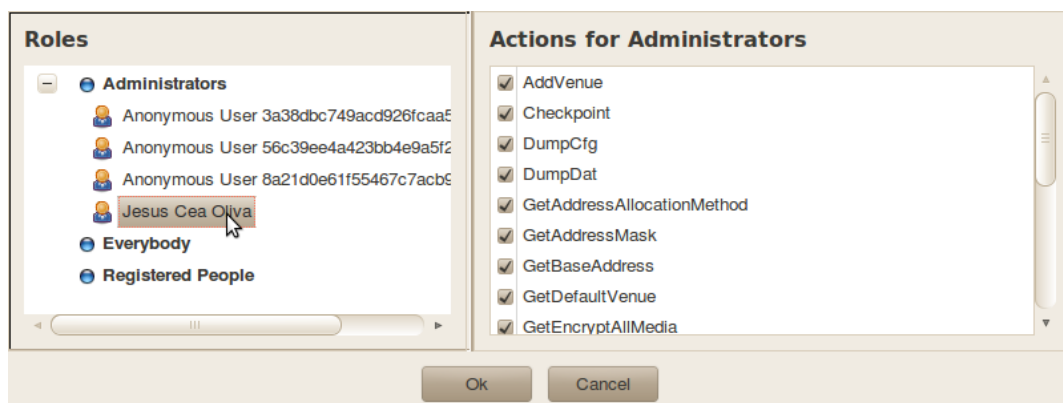 Roles
Administrators
Anonymous User 3a38dbc749acd926fcaa5
Anonymous User 56c39ee4a423bb4e9a5f2
Anonymous User 8a21d0e61f55467c7acb9
Jesus Cea Oliva
Everybody
Registered People
Actions for Administrators
AddVenue
Checkpoint
DumpCfg
DumpDat
GetAddressAllocationMethod
GetAddressMask
GetBaseAddress
GetDefaultVenue
GetEncryptAllMedia
Ok
Cancel